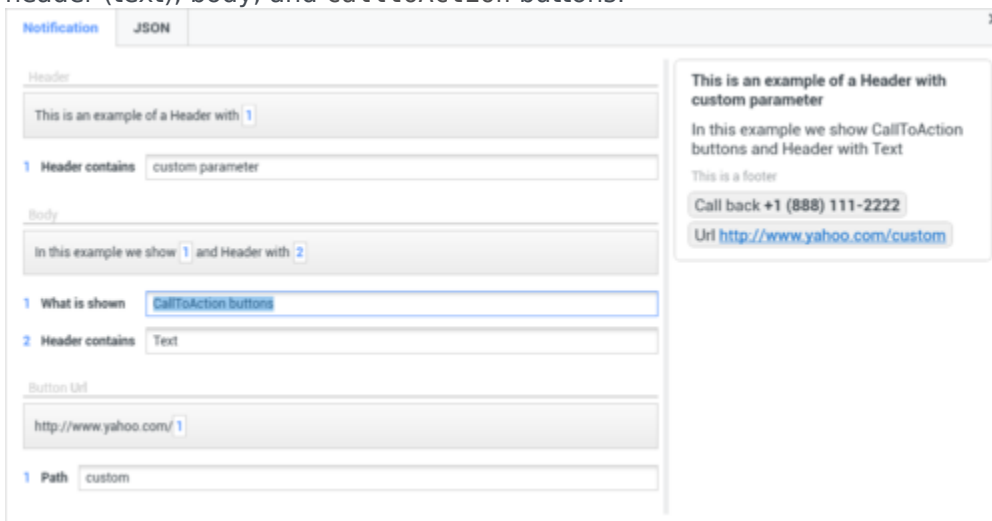 header (text), body, and callToAction buttons.
Notification JSON
Header
This is an example of a Header with 1
1 Header contains custom parameter
Body
In this example we show 1 and Header with 2
1 What is shown CallToAction buttons
2 Header contains Text
Button Url
http://www.yahoo.com/ 1
1 Path custom
This is an example of a Header with
custom parameter
In this example we show CallToAction
buttons and Header with Text
This is a footer
Call back +1 (888) 111-2222
Url http://www.yahoo.com/custom